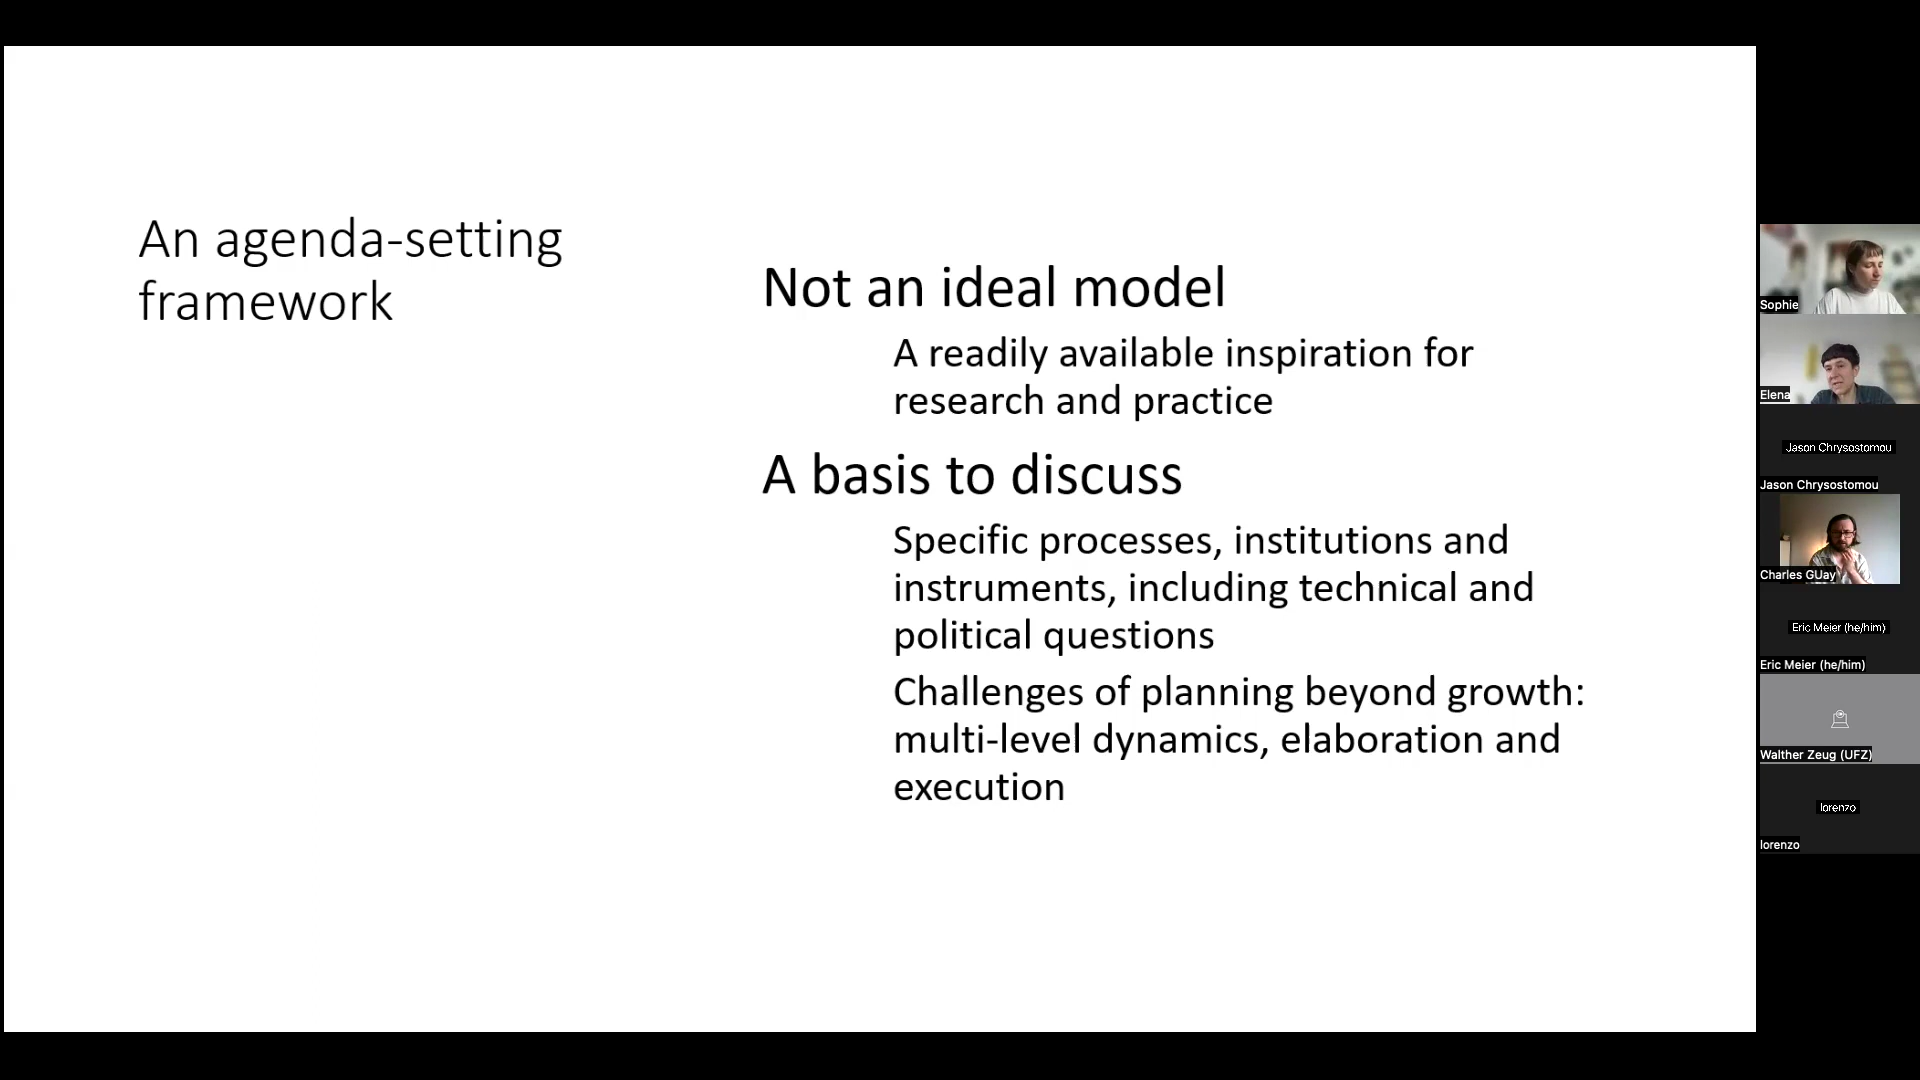 An agenda-setting
framework
Not an ideal model
A readily available inspiration for
research and practice
A basis to discuss
Specific processes, institutions and
instruments, including technical and
political questions
Challenges of planning beyond growth:
multi-level dynamics, elaboration and
execution
Sophie
Elena
Jason Chrysostomou
Jason Chrysostomou
Charles GUay
Eric Meier (he/him)
Eric Meier (he/him)
Walther Zeug (UFZ)
lorenzo
lorenzo